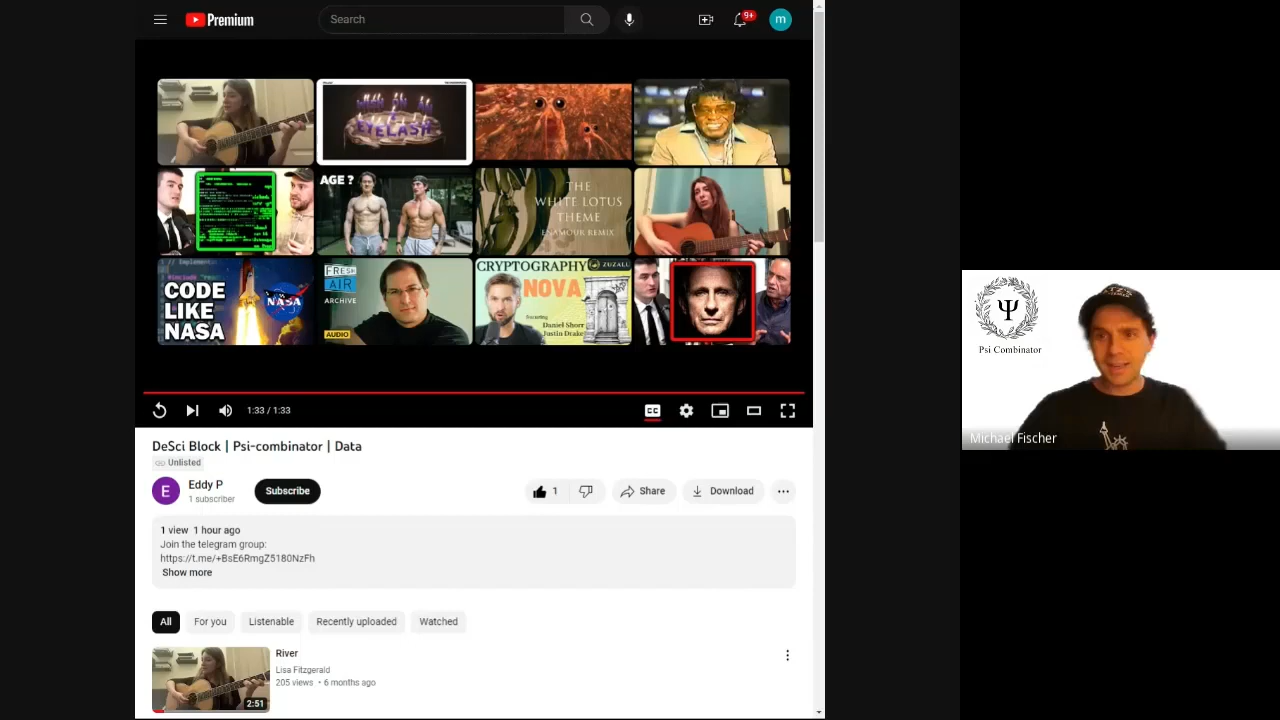 Premium
Search
9+
m
WISH ON AN
EYELASH
AGE ?
THE
WHITE LOTUS
THEME
ENAMOUR REMIX
CODE
LIKE
NASA
NASA
FRESH
AIR
ARCHIVE
AUDIO
CRYPTOGRAPHY
ZUZALU
NOVA
Daniel Shorr
Justin Drake
1:33 / 1:33
CC
DeSci Block | Psi-combinator | Data
Unlisted
E
Eddy P
1 subscriber
Subscribe
1
Share
Download
1 view 1 hour ago
Join the telegram group:
https://t.me/+BsE6RmgZ5180NzFh
Show more
All
For you
Listenable
Recently uploaded
Watched
River
Lisa Fitzgerald
205 views • 6 months ago
2:51
Ψ
Psi Combinator
Michael Fischer